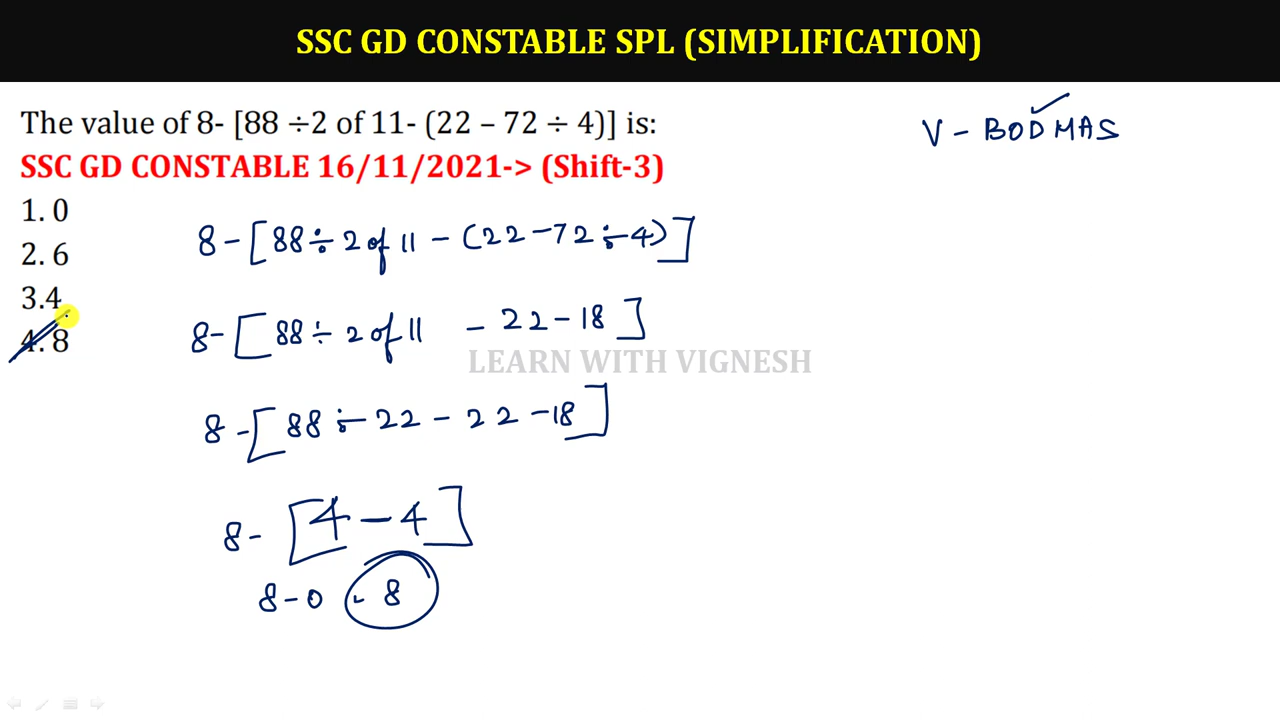 SSC GD CONSTABLE SPL (SIMPLIFICATION)
The value of 8- [88 ÷2 of 11- (22 – 72 ÷ 4)] is:
V - BODMAS
SSC GD CONSTABLE 16/11/2021-> (Shift-3)
1. 0
2. 6
3.4
4. 8
8 - [88 ÷ 2 of 11 - (22 - 72 ÷ 4)]
8 - [ 88 ÷ 2 of 11 - 22 - 18 ]
LEARN WITH VIGNESH
8 - [ 88 ÷ 22 - 22 - 18 ]
8 - [ 4 - 4 ]
8 - 0 - 8